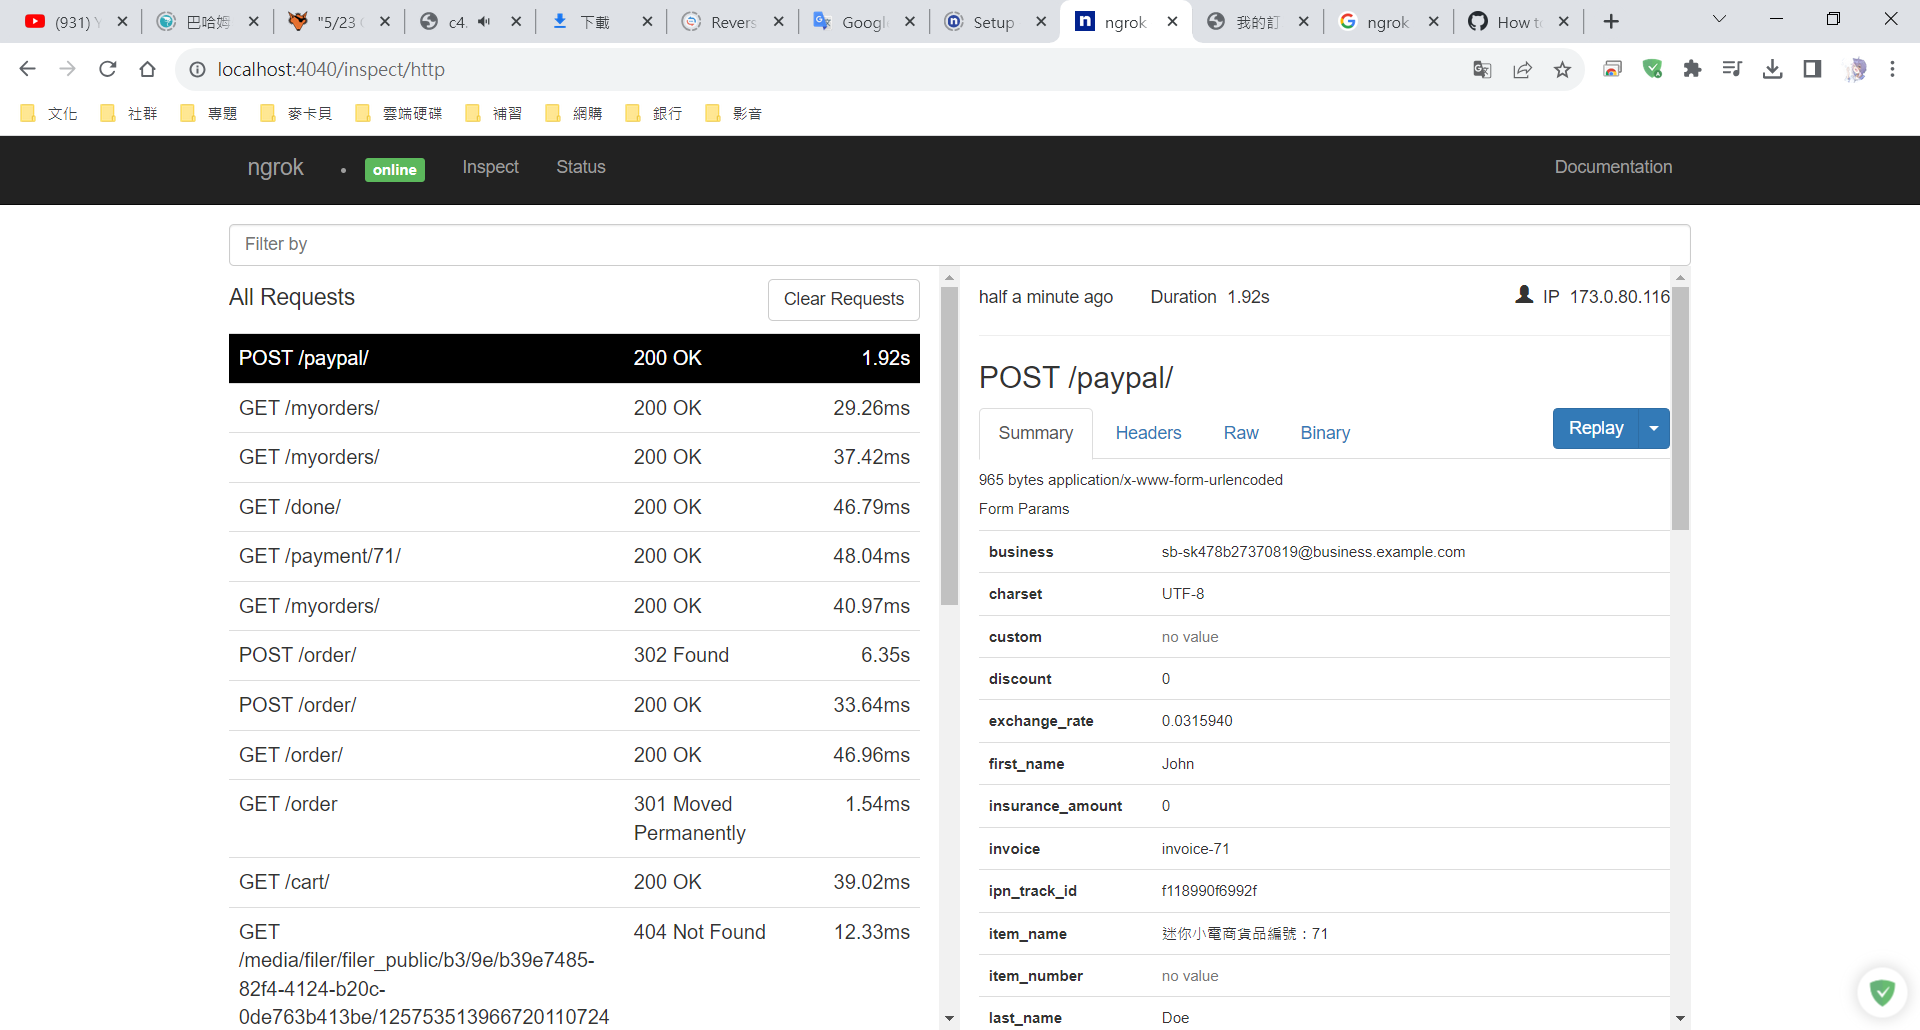 (931) Y
巴哈姆
"5/23 (
c4.
下載
Revers
Googl
Setup
ngrok
我的訂
ngrok
How to
localhost:4040/inspect/http
文化
社群
專題
麥卡貝
雲端硬碟
補習
網購
銀行
影音
ngrok
online
Inspect
Status
Documentation
Filter by
All Requests
Clear Requests
POST /paypal/ 200 OK 1.92s
GET /myorders/ 200 OK 29.26ms
GET /myorders/ 200 OK 37.42ms
GET /done/ 200 OK 46.79ms
GET /payment/71/ 200 OK 48.04ms
GET /myorders/ 200 OK 40.97ms
POST /order/ 302 Found 6.35s
POST /order/ 200 OK 33.64ms
GET /order/ 200 OK 46.96ms
GET /order 301 Moved Permanently 1.54ms
GET /cart/ 200 OK 39.02ms
GET 404 Not Found 12.33ms
/media/filer/filer_public/b3/9e/b39e7485-
82f4-4124-b20c-
0de763b413be/125753513966720110724
half a minute ago
Duration 1.92s
IP 173.0.80.116
POST /paypal/
Summary
Headers
Raw
Binary
Replay
965 bytes application/x-www-form-urlencoded
Form Params
business sb-sk478b27370819@business.example.com
charset UTF-8
custom no value
discount 0
exchange_rate 0.0315940
first_name John
insurance_amount 0
invoice invoice-71
ipn_track_id f118990f6992f
item_name 迷你小電商貨品編號：71
item_number no value
last_name Doe